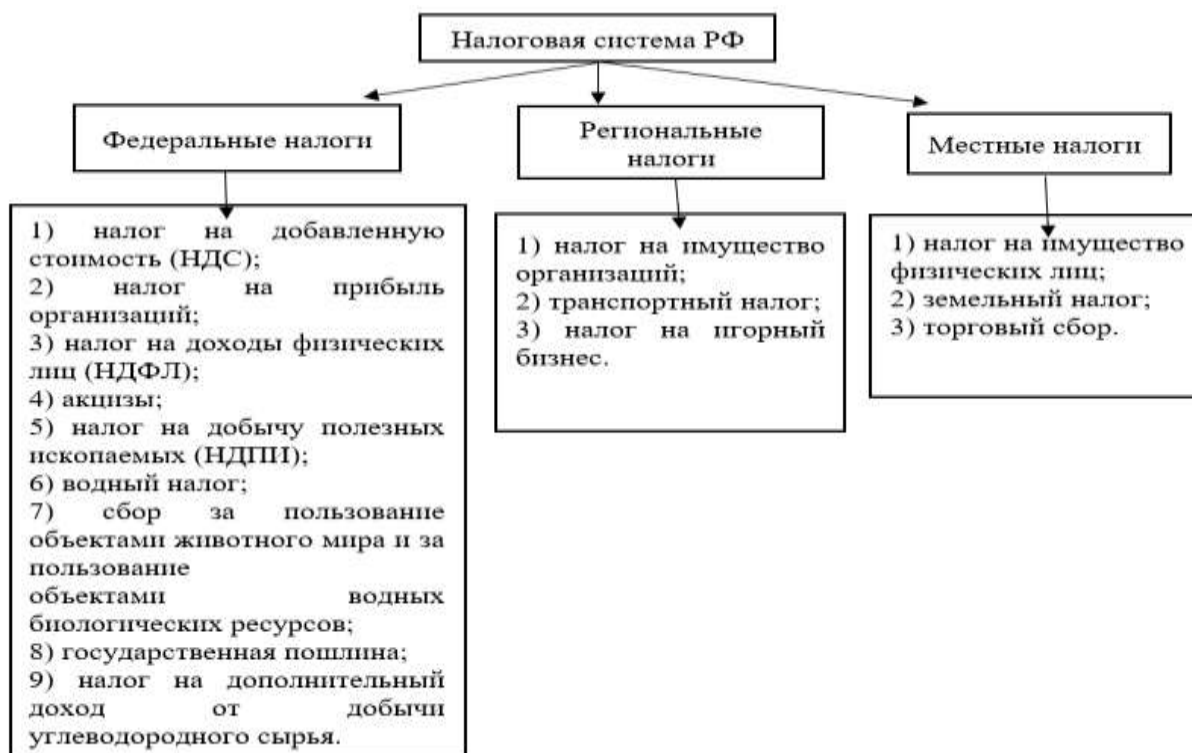 Налоговая система РФ
Федеральные налоги
Региональные
налоги
Местные налоги
1) налог на добавленную
стоимость (НДС);
2) налог на прибыль
организаций;
3) налог на доходы физических
лиц (НДФЛ);
4) акцизы;
5) налог на добычу полезных
ископаемых (НДПИ);
6) водный налог;
7) сбор за пользование
объектами животного мира и за
пользование
объектами водных
биологических ресурсов;
8) государственная пошлина;
9) налог на дополнительный
доход от добычи
углеводородного сырья.
1) налог на имущество
организаций;
2) транспортный налог;
3) налог на игорный
бизнес.
1) налог на имущество
физических лиц;
2) земельный налог;
3) торговый сбор.